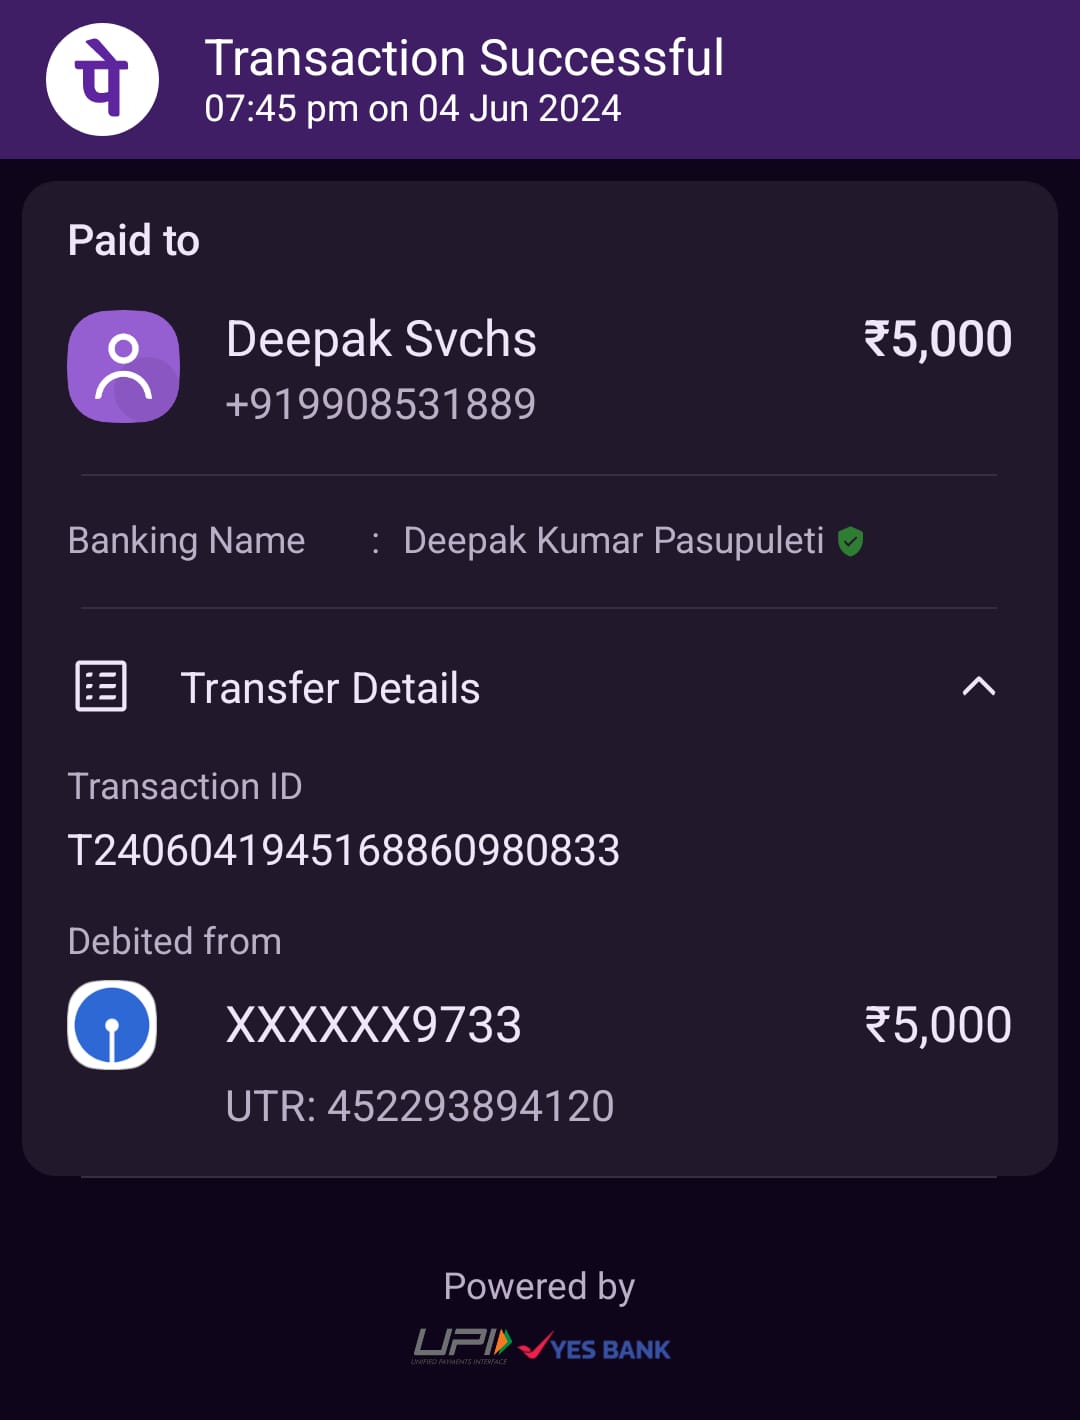 पे
Transaction Successful
07:45 pm on 04 Jun 2024
Paid to
Deepak Svchs ₹5,000
+919908531889
Banking Name : Deepak Kumar Pasupuleti
Transfer Details
Transaction ID
T2406041945168860980833
Debited from
XXXXXX9733 ₹5,000
UTR: 452293894120
Powered by
UPI YES BANK
UNIFIED PAYMENTS INTERFACE